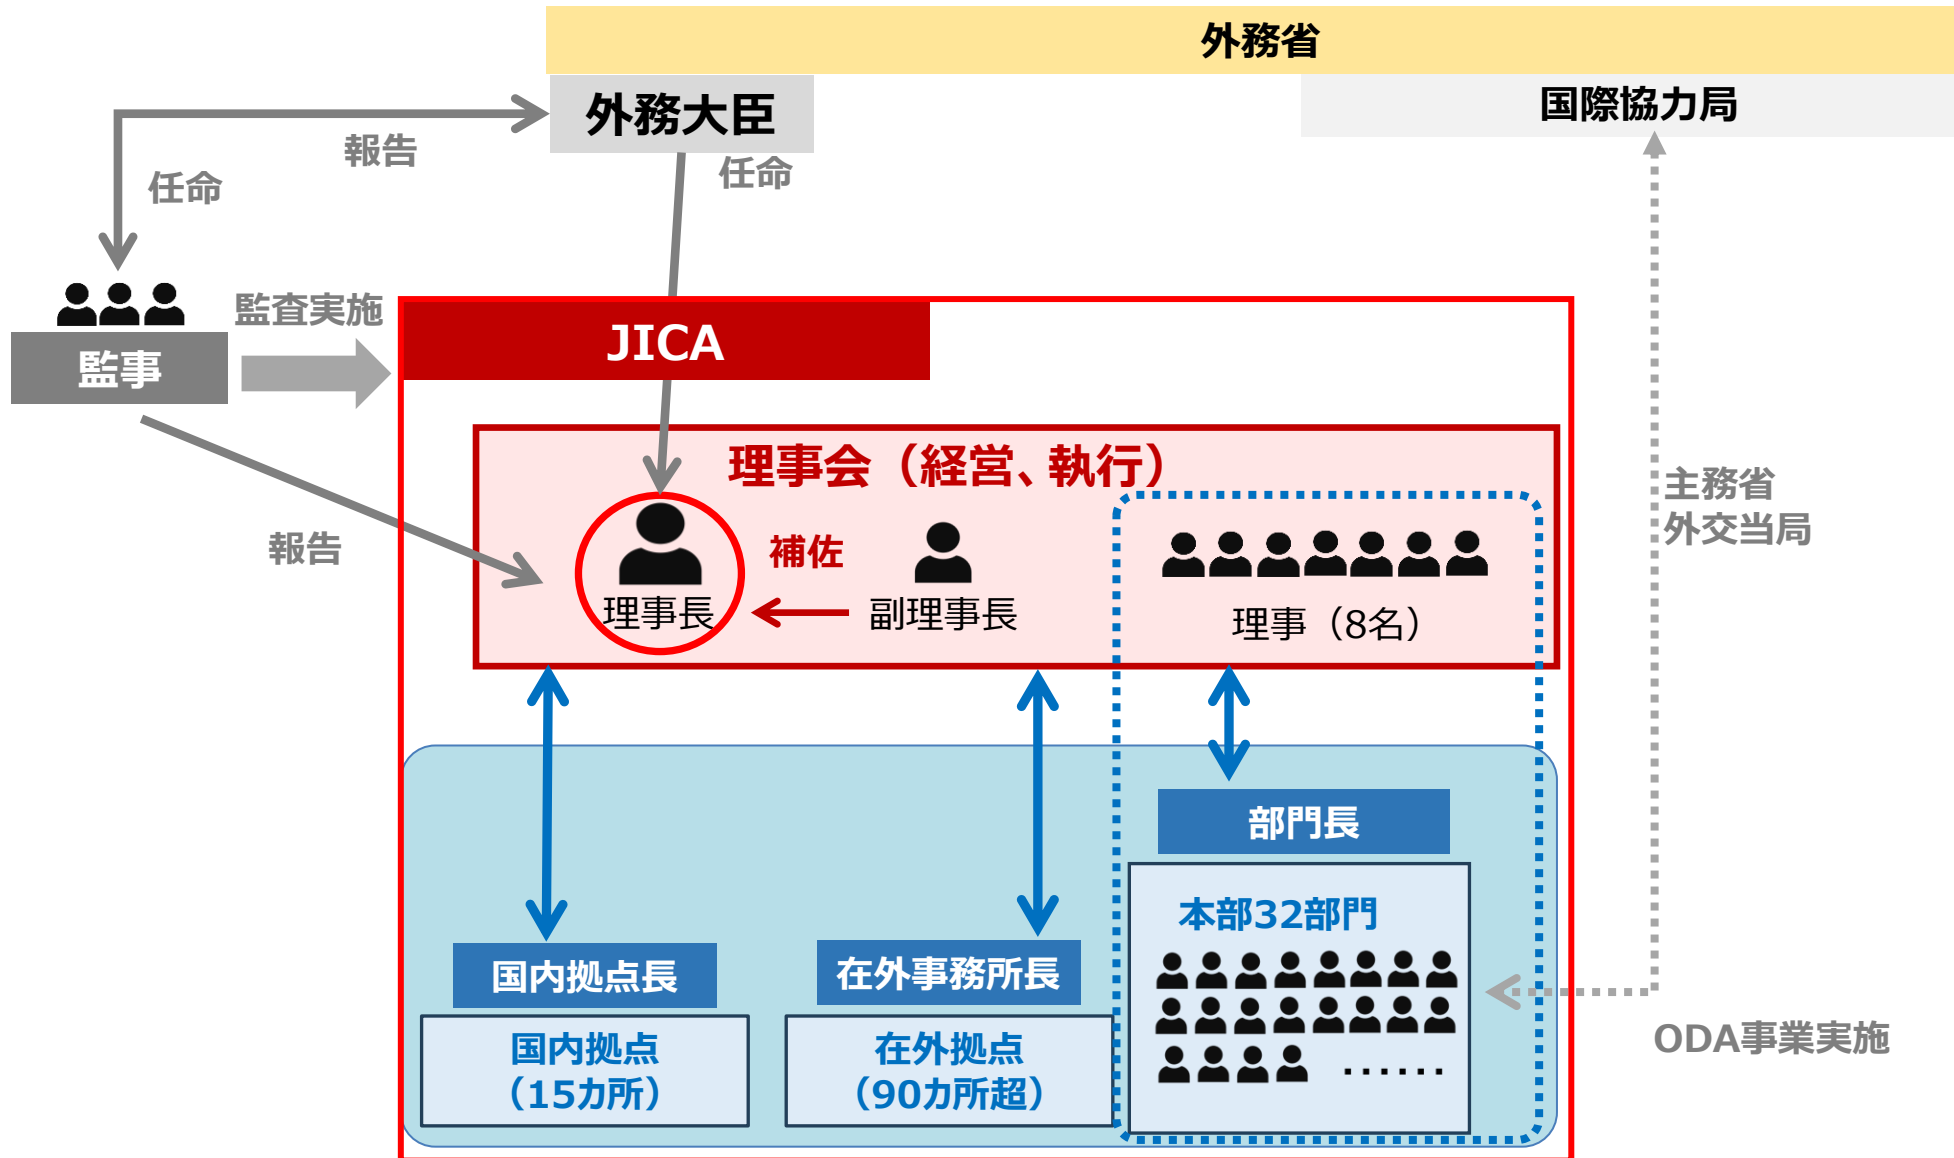 外務省
外務大臣
国際協力局
報告
任命
任命
監査実施
監事
JICA
理事会（経営、執行）
主務省
外交当局
報告
補佐
理事長
副理事長
理事（8名）
部門長
本部32部門
国内拠点長
在外事務所長
国内拠点
（15カ所）
在外拠点
（90カ所超）
......
ODA事業実施